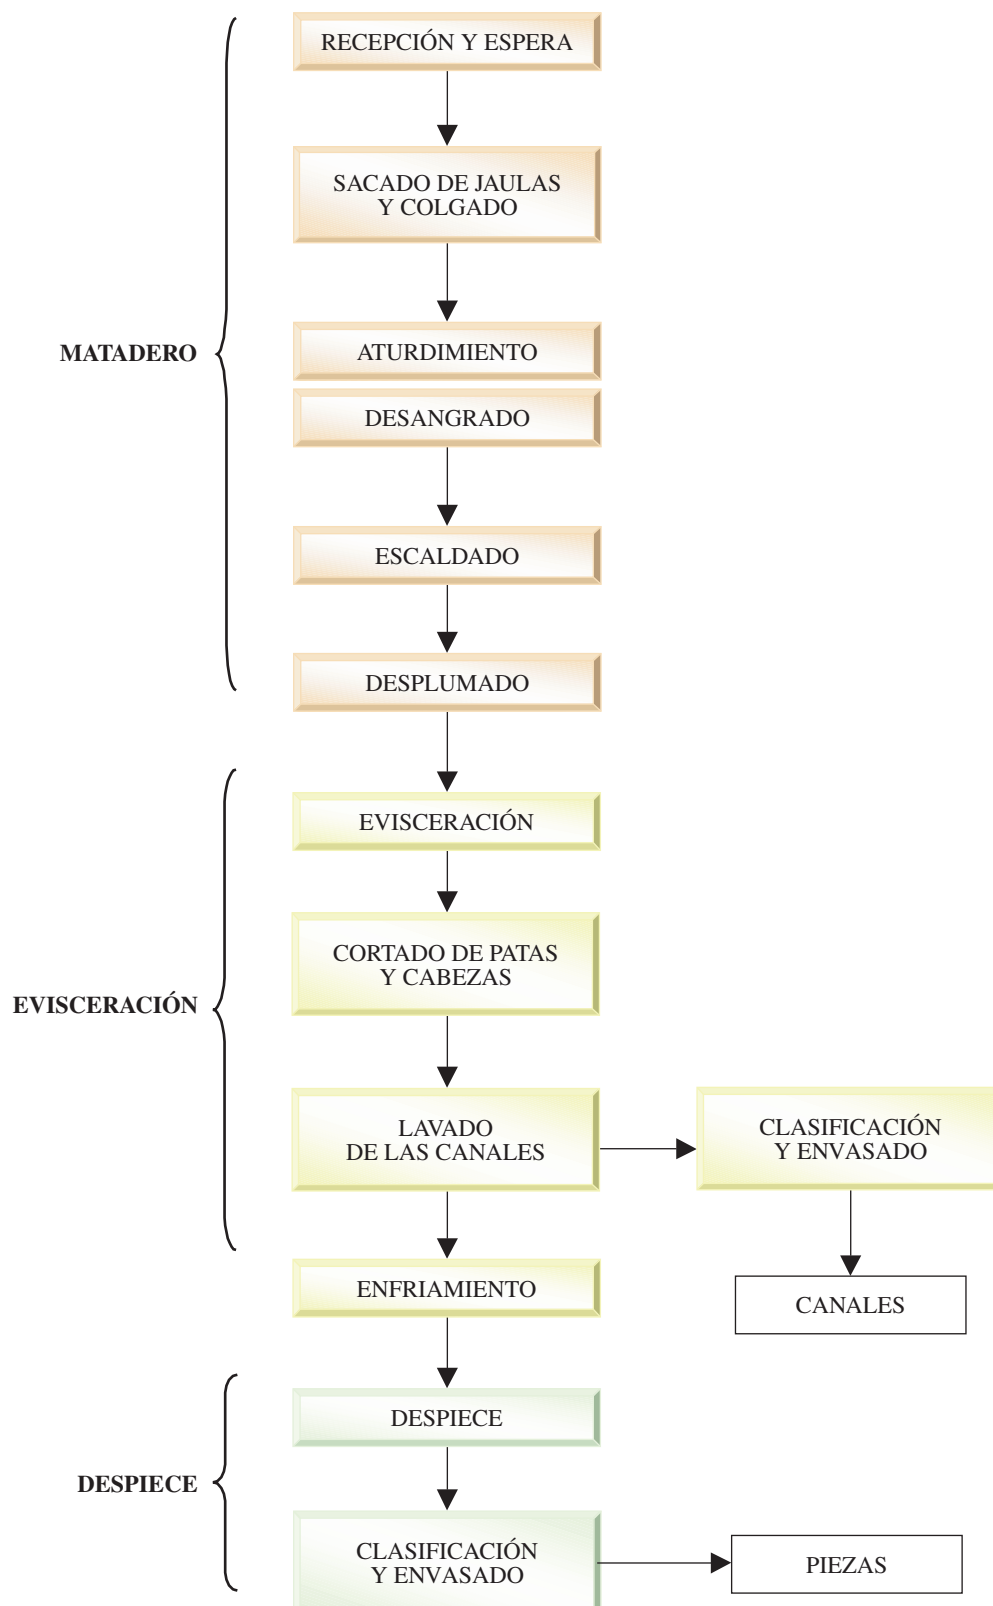 RECEPCIÓN Y ESPERA
SACADO DE JAULAS
Y COLGADO
MATADERO
ATURDIMIENTO
DESANGRADO
ESCALDADO
DESPLUMADO
EVISCERACIÓN
CORTADO DE PATAS
Y CABEZAS
EVISCERACIÓN
LAVADO
DE LAS CANALES
CLASIFICACIÓN
Y ENVASADO
ENFRIAMIENTO
CANALES
DESPIECE
DESPIECE
CLASIFICACIÓN
Y ENVASADO
PIEZAS